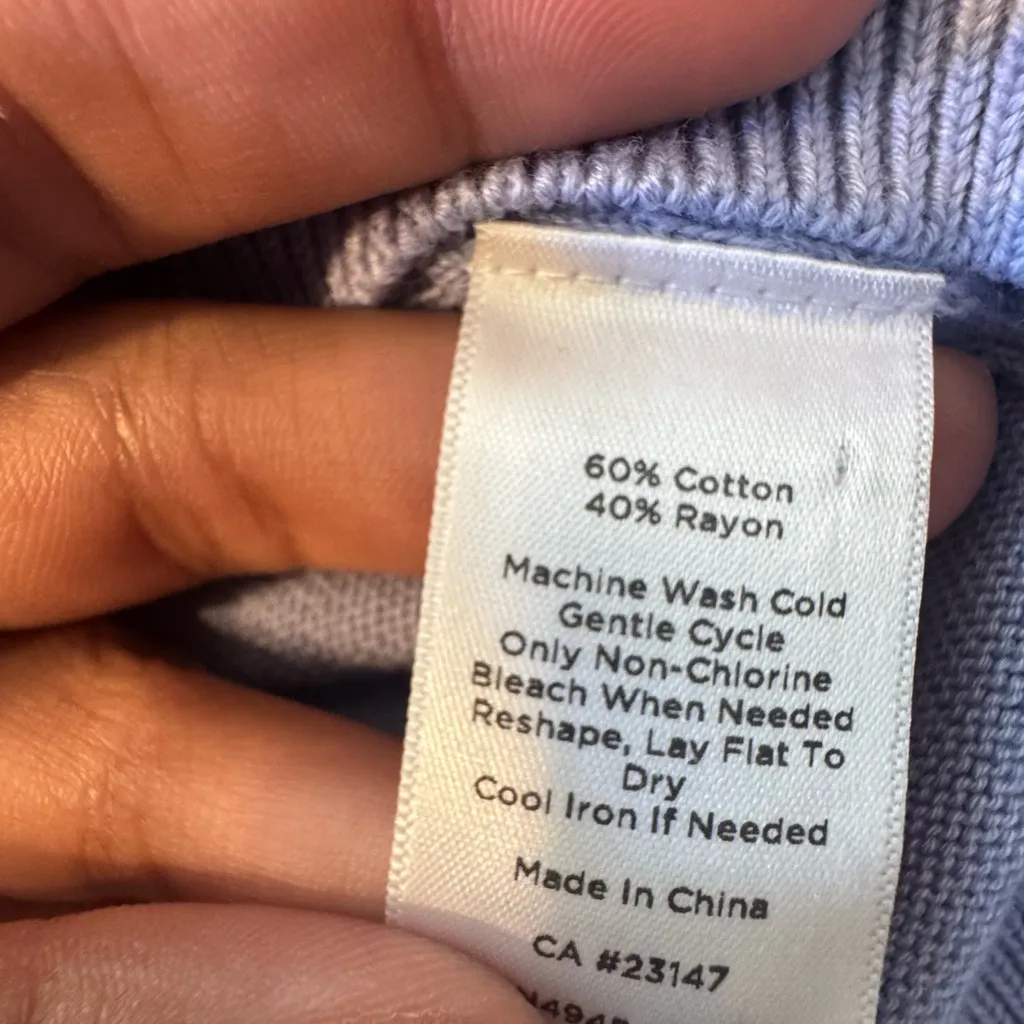 60% Cotton
40% Rayon
Machine Wash Cold
Gentle Cycle
Only Non-Chlorine
Bleach When Needed
Reshape, Lay Flat To
Dry
Cool Iron If Needed
Made In China
CA #23147